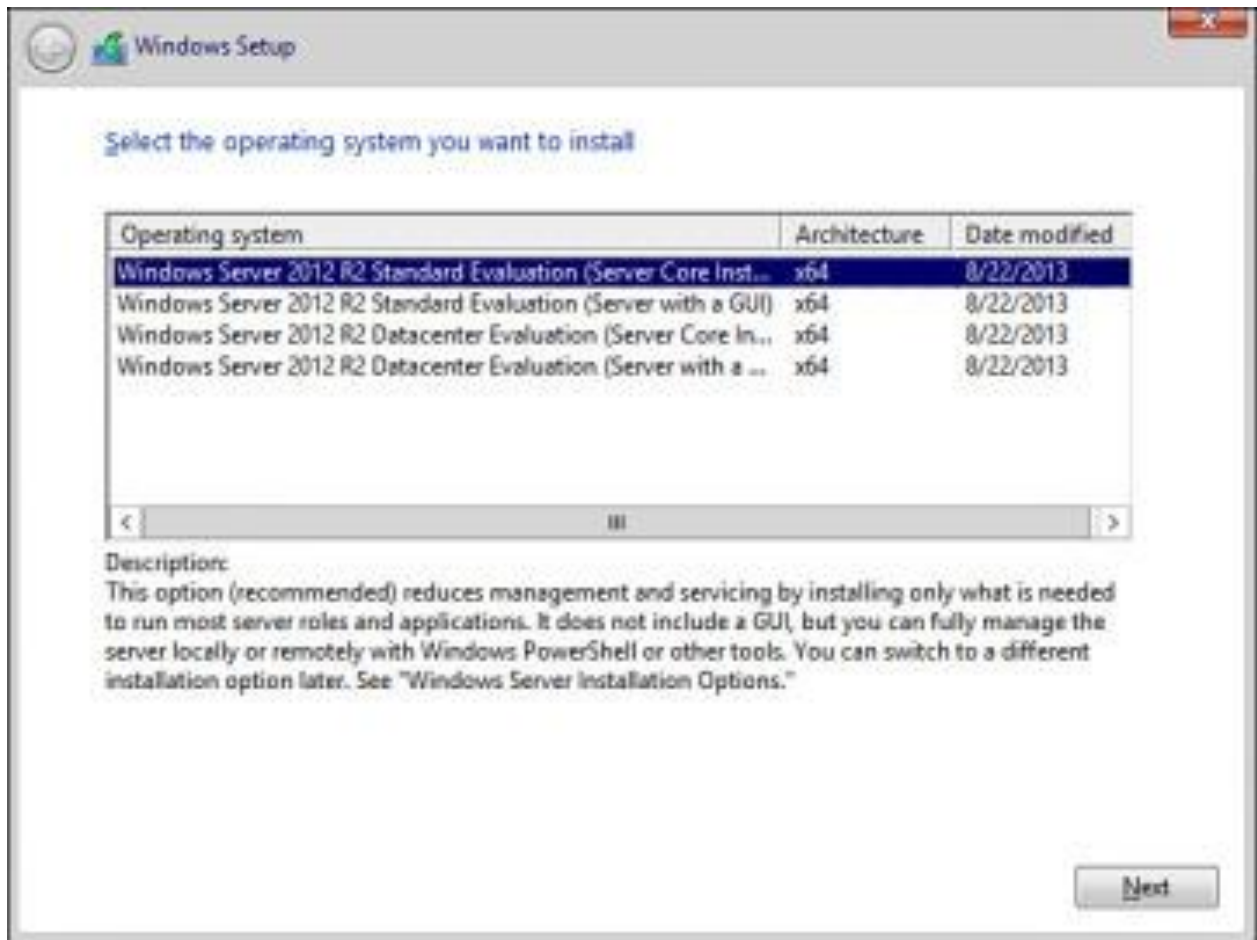 Windows Setup
Select the operating system you want to install
Operating system Architecture Date modified
Windows Server 2012 R2 Standard Evaluation (Server Core Inst... x64 8/22/2013
Windows Server 2012 R2 Standard Evaluation (Server with a GUI) x64 8/22/2013
Windows Server 2012 R2 Datacenter Evaluation (Server Core In... x64 8/22/2013
Windows Server 2012 R2 Datacenter Evaluation (Server with a ... x64 8/22/2013
Description:
This option (recommended) reduces management and servicing by installing only what is needed
to run most server roles and applications. It does not include a GUI, but you can fully manage the
server locally or remotely with Windows PowerShell or other tools. You can switch to a different
installation option later. See "Windows Server Installation Options."
Next